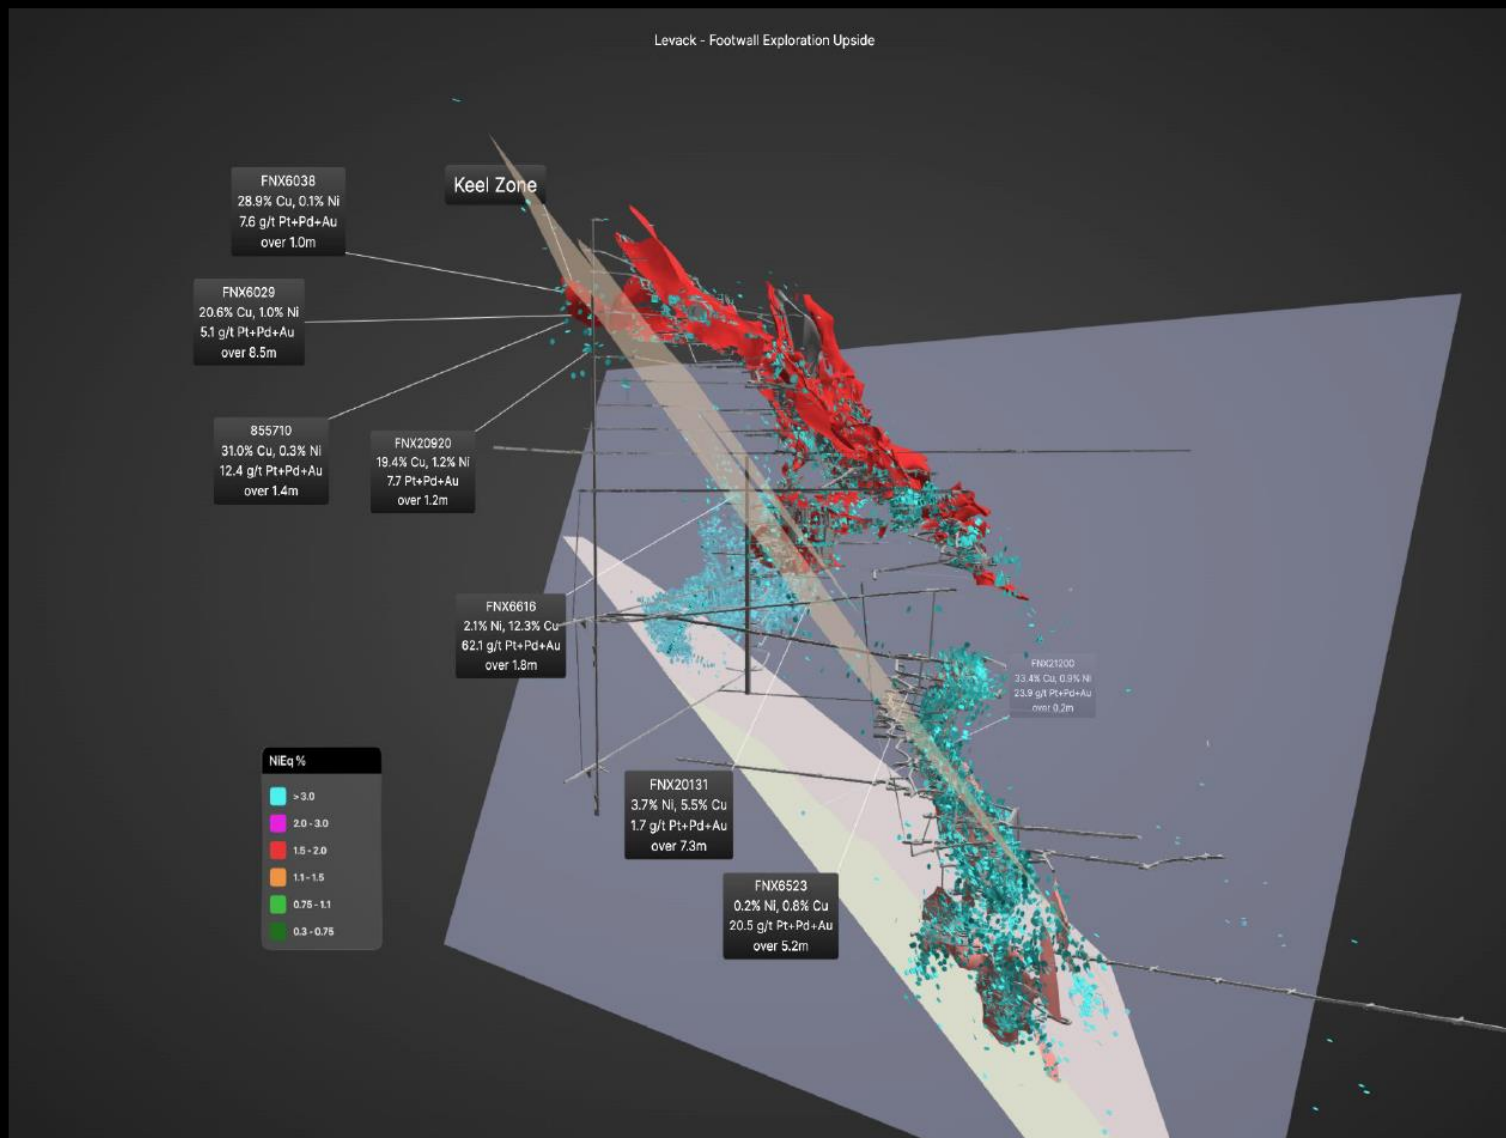 Levack - Footwall Exploration Upside
Keel Zone
FNX6038
28.9% Cu, 0.1% Ni
7.6 g/t Pt+Pd+Au
over 1.0m
FNX6029
20.6% Cu, 1.0% Ni
5.1 g/t Pt+Pd+Au
over 8.5m
855710
31.0% Cu, 0.3% Ni
12.4 g/t Pt+Pd+Au
over 1.4m
FNX20920
19.4% Cu, 1.2% Ni
7.7 Pt+Pd+Au
over 1.2m
FNX6616
2.1% Ni, 12.3% Cu
62.1 g/t Pt+Pd+Au
over 1.8m
FNX21200
33.4% Cu, 0.9% Ni
23.9 g/t Pt+Pd+Au
over 0.2m
FNX20131
3.7% Ni, 5.5% Cu
1.7 g/t Pt+Pd+Au
over 7.3m
FNX6523
0.2% Ni, 0.8% Cu
20.5 g/t Pt+Pd+Au
over 5.2m
NiEq %
> 3.0
2.0 - 3.0
1.5 - 2.0
1.1 - 1.5
0.75 - 1.1
0.3 - 0.75